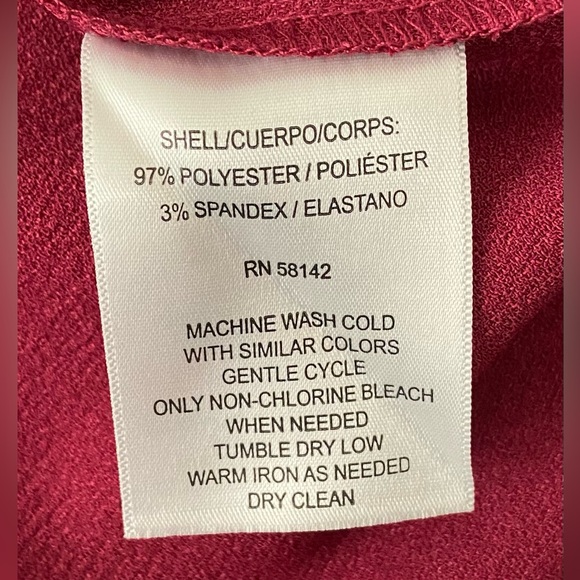 SHELL/CUERPO/CORPS:
97% POLYESTER / POLIÉSTER
3% SPANDEX / ELASTANO
RN 58142
MACHINE WASH COLD
WITH SIMILAR COLORS
GENTLE CYCLE
ONLY NON-CHLORINE BLEACH
WHEN NEEDED
TUMBLE DRY LOW
WARM IRON AS NEEDED
DRY CLEAN